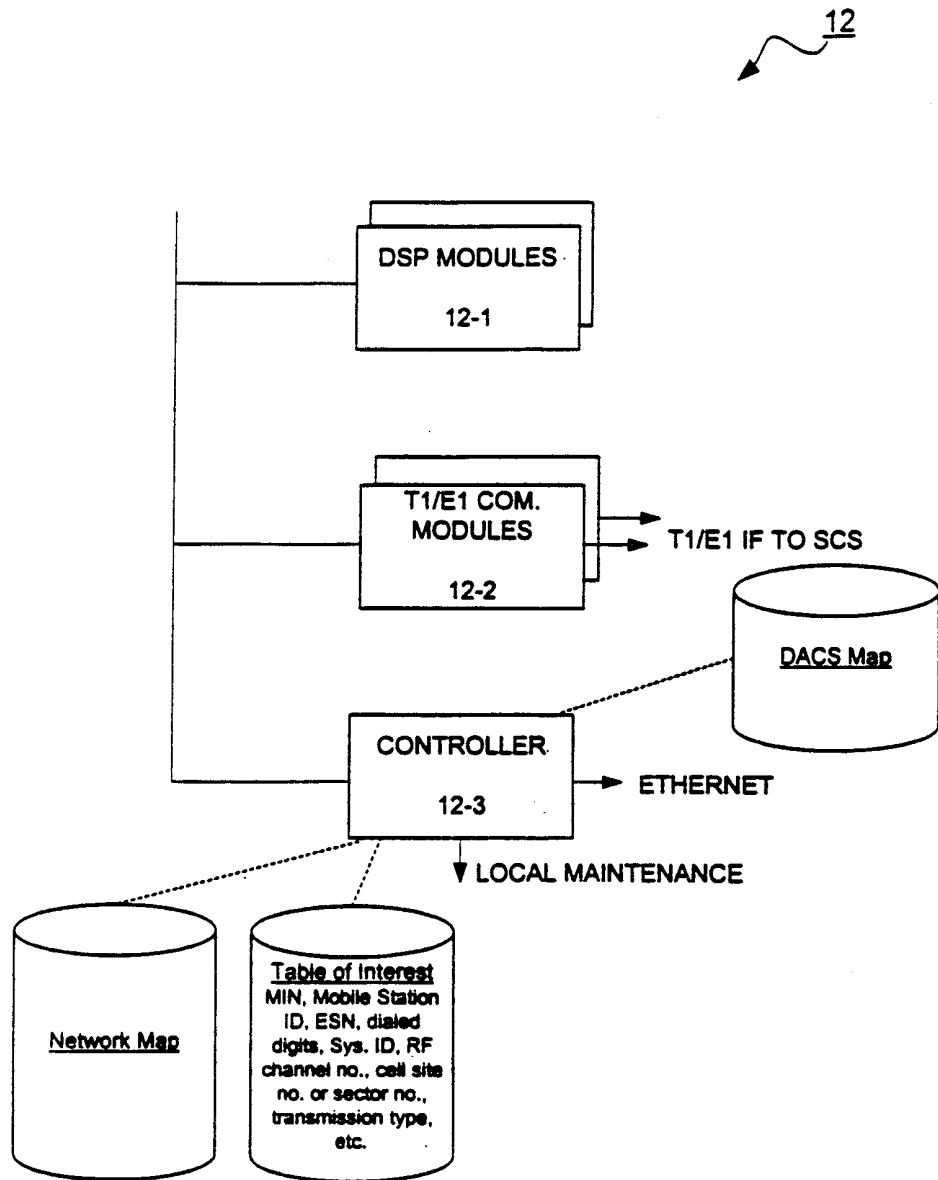 12
DSP MODULES
12-1
T1/E1 COM.
MODULES
12-2
T1/E1 IF TO SCS
DACS Map
CONTROLLER
12-3
ETHERNET
LOCAL MAINTENANCE
Network Map
Table of Interest
MIN, Mobile Station
ID, ESN, dialed
digits, Sys. ID, RF
channel no., cell site
no. or sector no.,
transmission type,
etc.